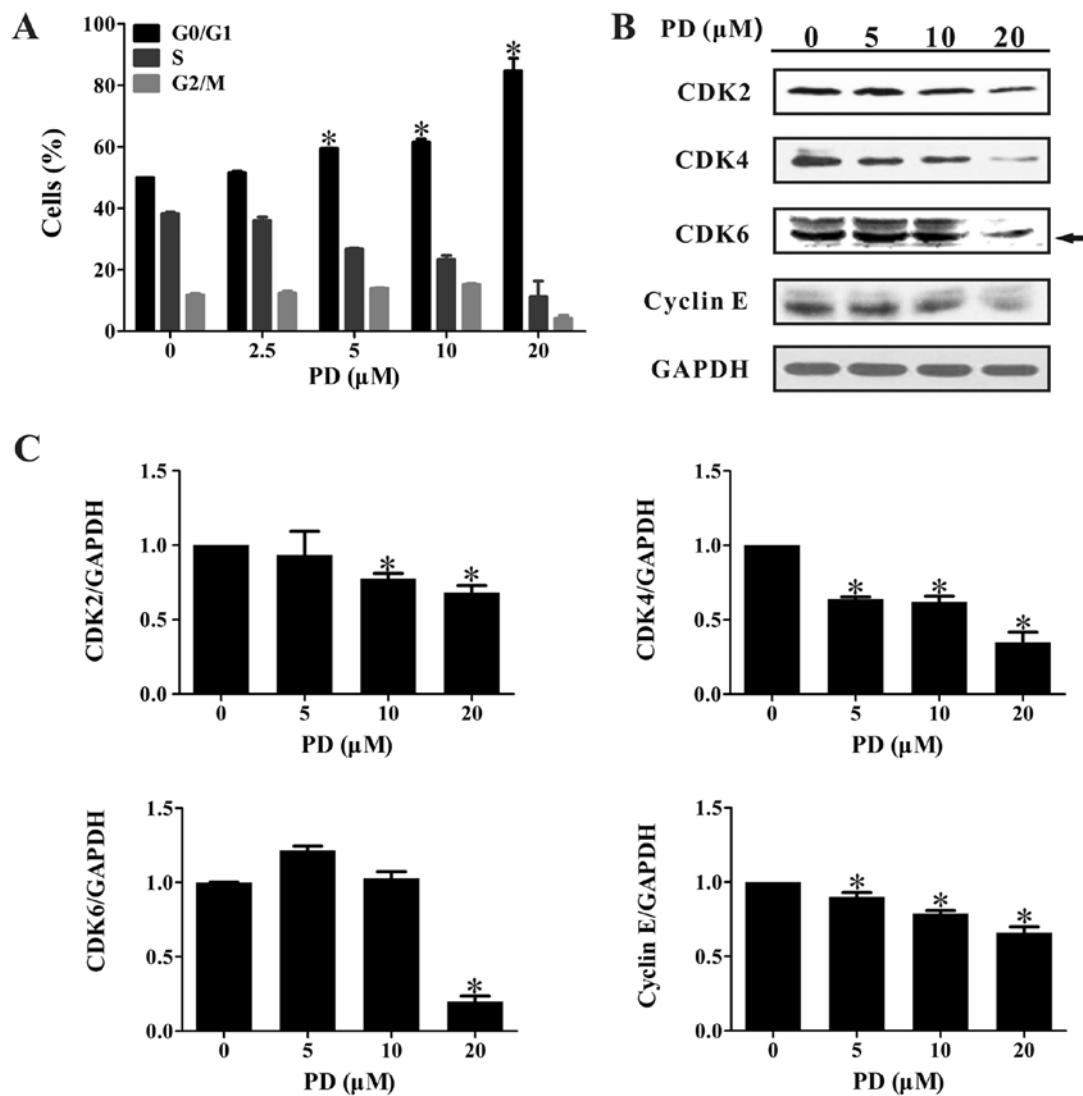 A
100
80
60
40
20
0
Cells (%)
G0/G1
S
G2/M
*
*
*
0 2.5 5 10 20
PD (µM)
B
PD (µM) 0 5 10 20
CDK2
CDK4
CDK6
Cyclin E
GAPDH
C
1.5
1.0
0.5
0.0
CDK2/GAPDH
* *
0 5 10 20
PD (µM)
1.5
1.0
0.5
0.0
CDK4/GAPDH
* * *
0 5 10 20
PD (µM)
1.5
1.0
0.5
0.0
CDK6/GAPDH
*
0 5 10 20
PD (µM)
1.5
1.0
0.5
0.0
Cyclin E/GAPDH
* * *
0 5 10 20
PD (µM)